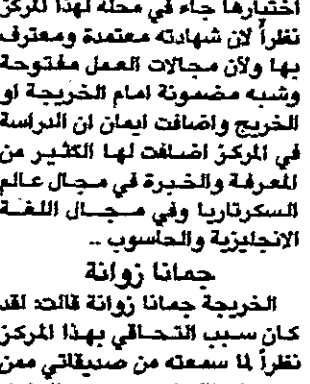 اختيارها جاء في محله لهذا المركز
نظراً لان شهادته معتمدة ومعترف
بها ولأن مجالات العمل مفتوحة
وشبه مضمونة امام الخريجة او
الخريج واضافت ايمان ان الدراسة
في المركز اضافت لها الكثير من
المعرفة والخبرة في مجال عالم
السكرتاريا وفي مجال اللغة
الانجليزية والحاسوب ..
جمانا زوانة
الخريجة جمانا زوانة قالت: لقد
كان سبب التحاقي بهذا المركز
نظراً لما سمعته من صديقاتي ممن